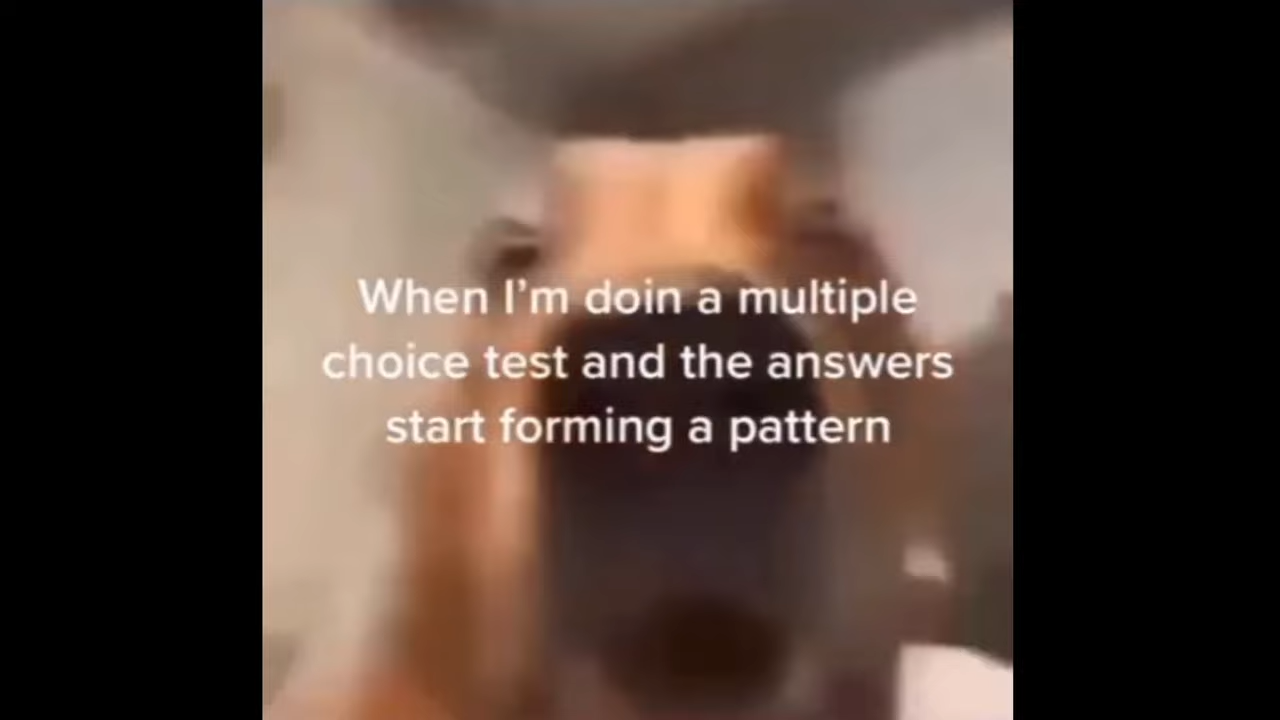 When I’m doin a multiple
choice test and the answers
start forming a pattern